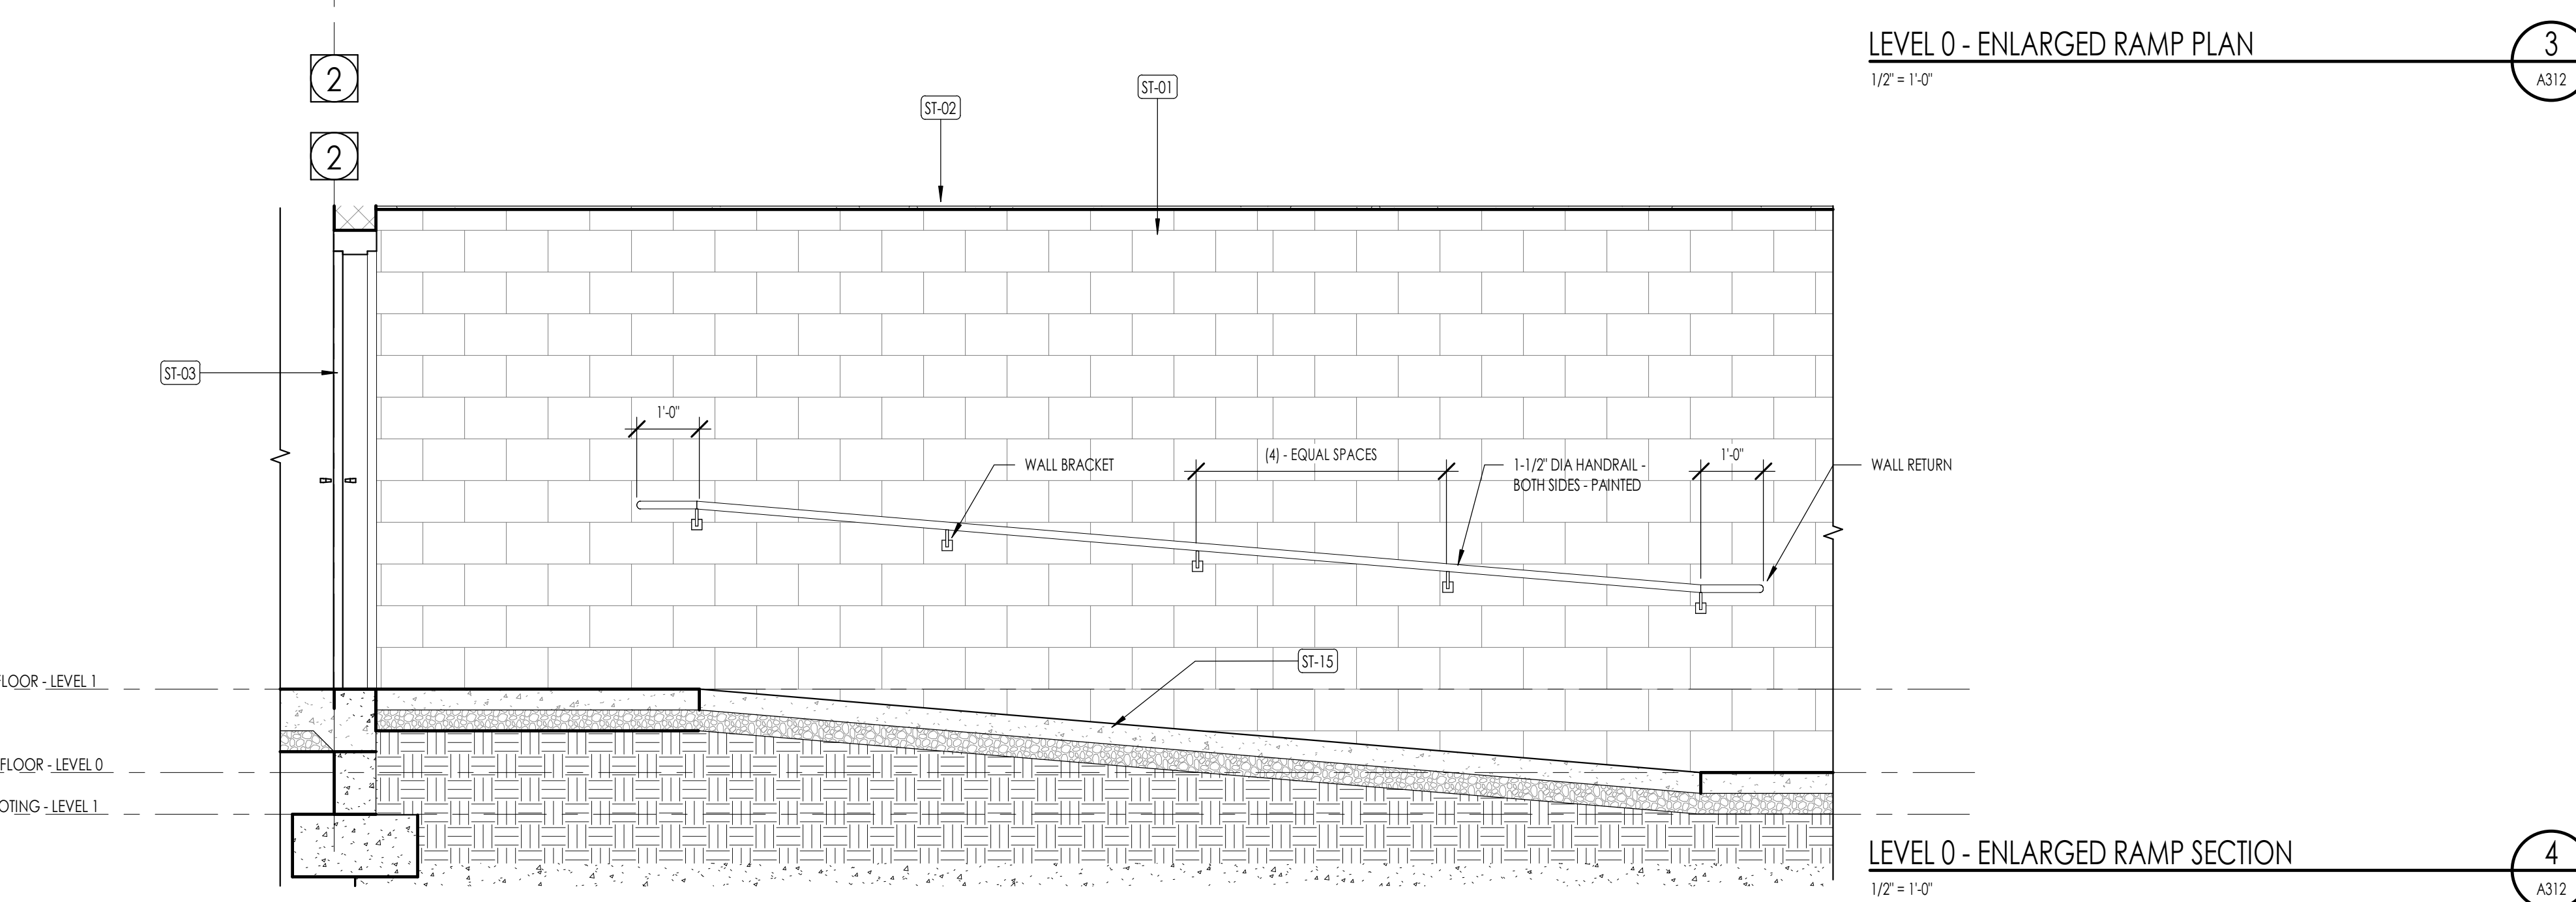 LEVEL 0 - ENLARGED RAMP PLAN
1/2" = 1'-0"
3
A312
2
2
ST-02
ST-01
ST-03
1'-0"
WALL BRACKET
(4) - EQUAL SPACES
1-1/2" DIA HANDRAIL -
BOTH SIDES - PAINTED
1'-0"
WALL RETURN
ST-15
FLOOR - LEVEL 1
FLOOR - LEVEL 0
OTING - LEVEL 1
LEVEL 0 - ENLARGED RAMP SECTION
1/2" = 1'-0"
4
A312